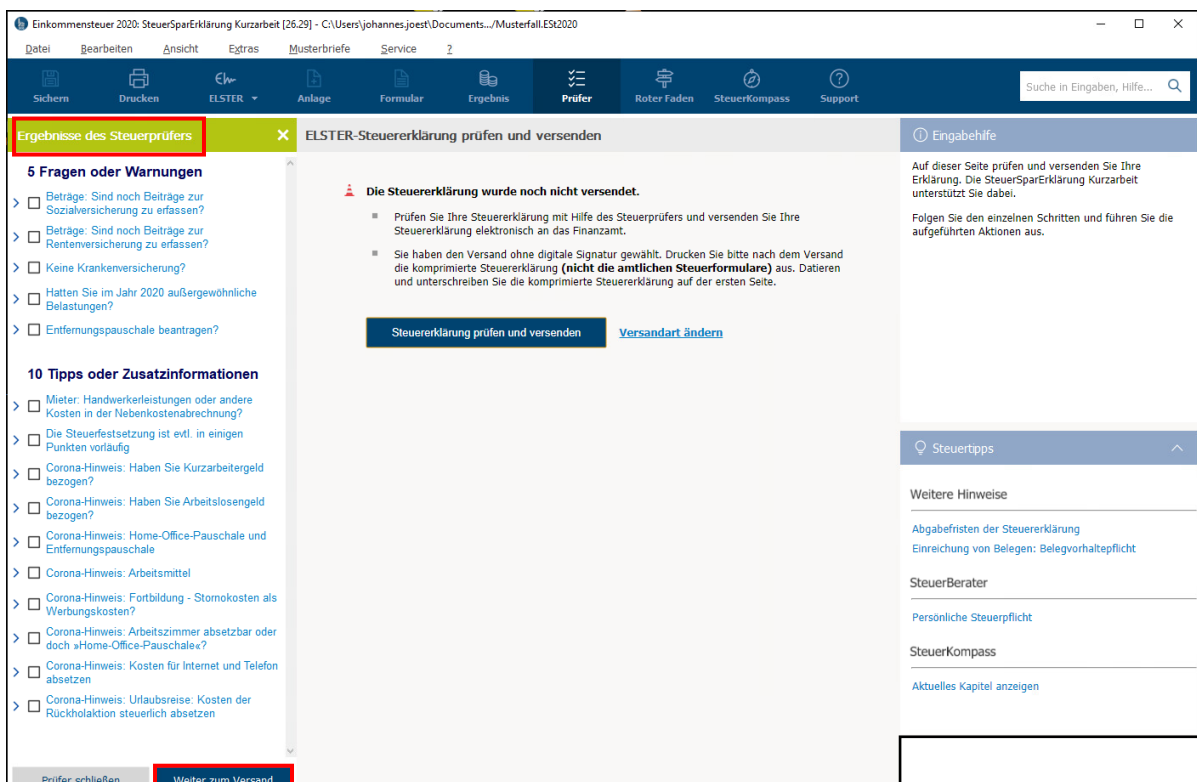 Einkommensteuer 2020: SteuerSparErklärung Kurzarbeit [26.29] - C:\Users\johannes.joest\Documents.../Musterfall.ESt2020
Datei Bearbeiten Ansicht Extras Musterbriefe Service ?
Sichern Drucken ELSTER Anlage Formular Ergebnis Prüfer Roter Faden SteuerKompass Support
Suche in Eingaben, Hilfe...
Ergebnisse des Steuerprüfers
5 Fragen oder Warnungen
Beträge: Sind noch Beiträge zur
Sozialversicherung zu erfassen?
Beträge: Sind noch Beiträge zur
Rentenversicherung zu erfassen?
Keine Krankenversicherung?
Hatten Sie im Jahr 2020 außergewöhnliche
Belastungen?
Entfernungspauschale beantragen?
10 Tipps oder Zusatzinformationen
Mieter: Handwerkerleistungen oder andere
Kosten in der Nebenkostenabrechnung?
Die Steuerfestsetzung ist evtl. in einigen
Punkten vorläufig
Corona-Hinweis: Haben Sie Kurzarbeitergeld
bezogen?
Corona-Hinweis: Haben Sie Arbeitslosengeld
bezogen?
Corona-Hinweis: Home-Office-Pauschale und
Entfernungspauschale
Corona-Hinweis: Arbeitsmittel
Corona-Hinweis: Fortbildung - Stornokosten als
Werbungskosten?
Corona-Hinweis: Arbeitszimmer absetzbar oder
doch »Home-Office-Pauschale«?
Corona-Hinweis: Kosten für Internet und Telefon
absetzen
Corona-Hinweis: Urlaubsreise: Kosten der
Rückholaktion steuerlich absetzen
Prüfer schließen
Weiter zum Versand
ELSTER-Steuererklärung prüfen und versenden
Die Steuererklärung wurde noch nicht versendet.
Prüfen Sie Ihre Steuererklärung mit Hilfe des Steuerprüfers und versenden Sie Ihre
Steuererklärung elektronisch an das Finanzamt.
Sie haben den Versand ohne digitale Signatur gewählt. Drucken Sie bitte nach dem Versand
die komprimierte Steuererklärung (nicht die amtlichen Steuerformulare) aus. Datieren
und unterschreiben Sie die komprimierte Steuererklärung auf der ersten Seite.
Steuererklärung prüfen und versenden
Versandart ändern
Eingabehilfe
Auf dieser Seite prüfen und versenden Sie Ihre
Erklärung. Die SteuerSparErklärung Kurzarbeit
unterstützt Sie dabei.
Folgen Sie den einzelnen Schritten und führen Sie die
aufgeführten Aktionen aus.
Steuertipps
Weitere Hinweise
Abgabefristen der Steuererklärung
Einreichung von Belegen: Belegvorhaltepflicht
SteuerBerater
Persönliche Steuerpflicht
SteuerKompass
Aktuelles Kapitel anzeigen